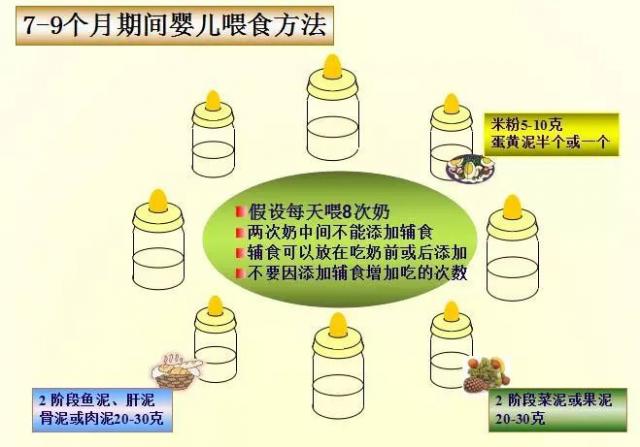 7-9个月期间婴儿喂食方法
米粉5-10克
蛋黄泥半个或一个
假设每天喂8次奶
两次奶中间不能添加辅食
辅食可以放在吃奶前或后添加
不要因添加辅食增加吃的次数
2 阶段鱼泥、肝泥
骨泥或肉泥20-30克
2 阶段菜泥或果泥
20-30克